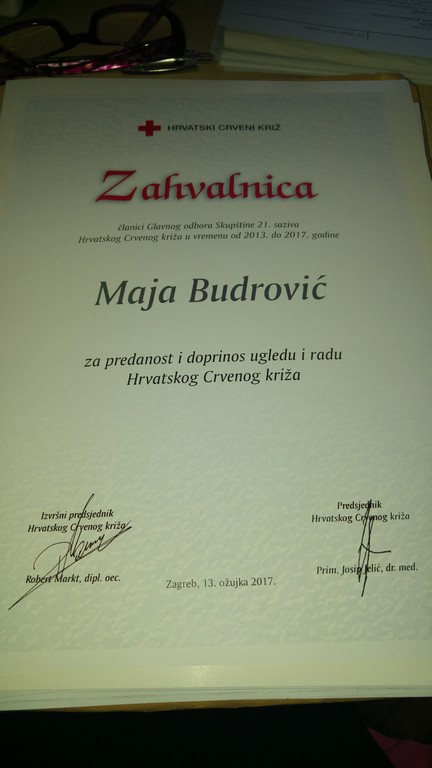 HRVATSKI CRVENI KRIŽ
Zahvalnica
članici Glavnog odbora Skupštine 21. saziva
Hrvatskog Crvenog križa u vremenu od 2013. do 2017. godine
Maja Budrović
za predanost i doprinos ugledu i radu
Hrvatskog Crvenog križa
Izvršni predsjednik
Hrvatskog Crvenog križa
Robert Markt, dipl. oec.
Zagreb, 13. ožujka 2017.
Predsjednik
Hrvatskog Crvenog križa
Prim. Josip Jelić, dr. med.